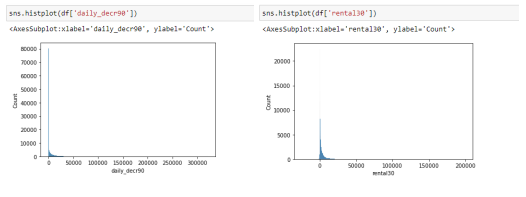 sns.histplot(df['daily_decr90'])
<AxesSubplot:xlabel='daily_decr90', ylabel='Count'>
80000
70000
60000
50000
40000
30000
20000
10000
0
Count
0 50000 100000 150000 200000 250000 300000
daily_decr90
sns.histplot(df['rental30'])
<AxesSubplot:xlabel='rental30', ylabel='Count'>
20000
15000
10000
5000
0
Count
0 50000 100000 150000 200000
rental30